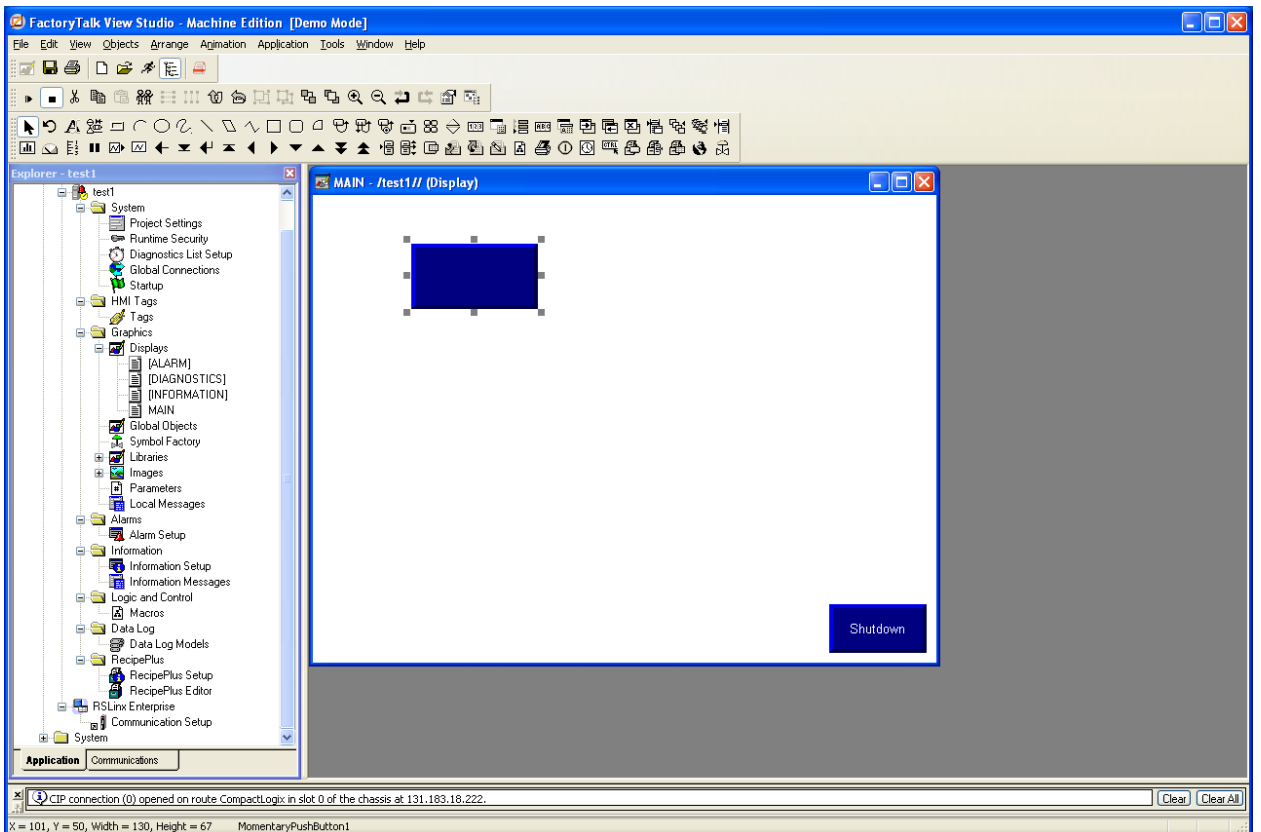 FactoryTalk View Studio - Machine Edition [Demo Mode]
File Edit View Objects Arrange Animation Application Tools Window Help
Explorer - test1
test1
System
Project Settings
Runtime Security
Diagnostics List Setup
Global Connections
Startup
HMI Tags
Tags
Graphics
Displays
[ALARM]
[DIAGNOSTICS]
[INFORMATION]
MAIN
Global Objects
Symbol Factory
Libraries
Images
Parameters
Local Messages
Alarms
Alarm Setup
Information
Information Setup
Information Messages
Logic and Control
Macros
Data Log
Data Log Models
RecipePlus
RecipePlus Setup
RecipePlus Editor
RSLinx Enterprise
Communication Setup
System
Application Communications
MAIN - /test1// (Display)
Shutdown
CIP connection (0) opened on route CompactLogix in slot 0 of the chassis at 131.183.18.222.
Clear Clear All
X = 101, Y = 50, Width = 130, Height = 67 MomentaryPushButton1